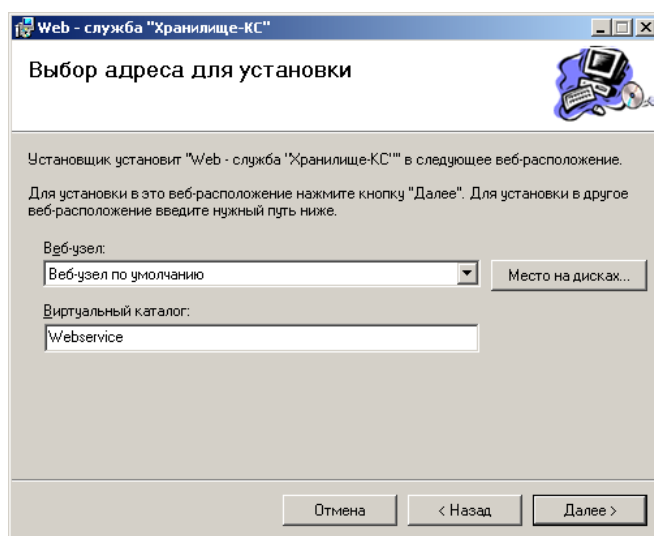 Web - служба "Хранилище-КС"
Выбор адреса для установки
Установщик установит "Web - служба "Хранилище-КС"" в следующее веб-расположение.
Для установки в это веб-расположение нажмите кнопку "Далее". Для установки в другое
веб-расположение введите нужный путь ниже.
Веб-узел:
Веб-узел по умолчанию
Место на дисках...
Виртуальный каталог:
Webservice
Отмена
< Назад
Далее >